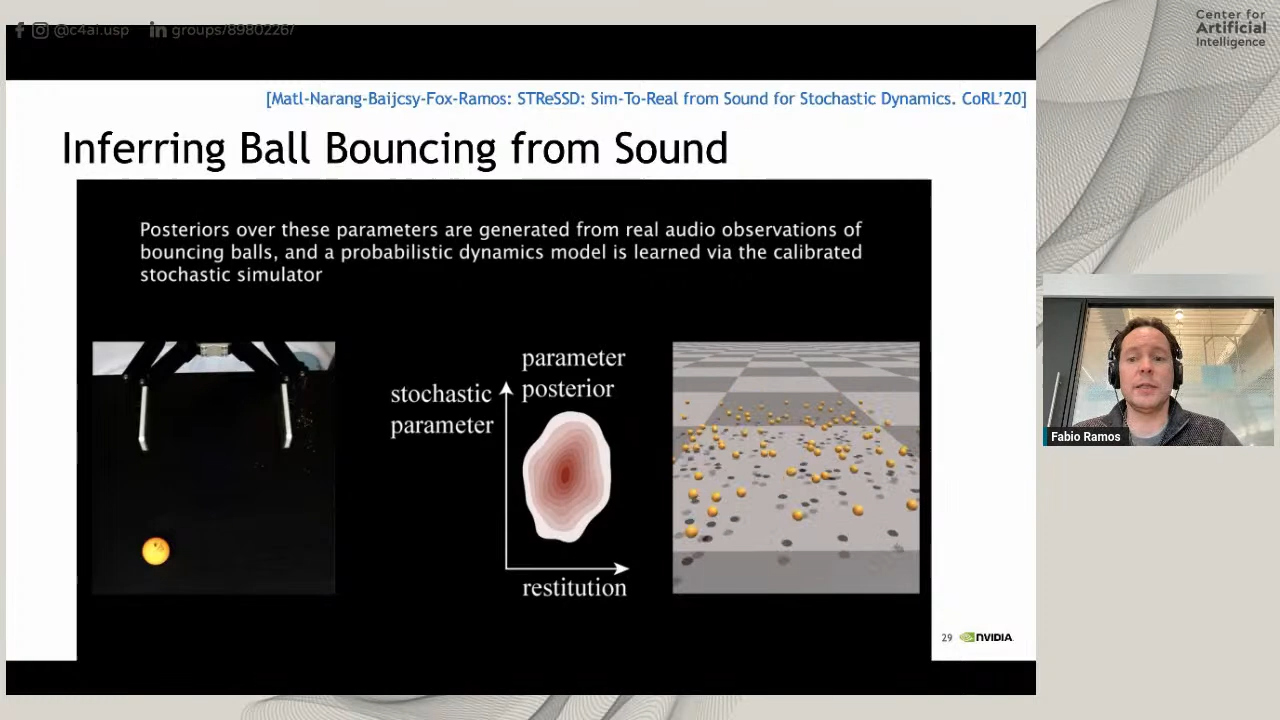 @c4ai.usp
groups/8980226/
Center for
Artificial
Intelligence
[Matl-Narang-Baijcsy-Fox-Ramos: STReSSD: Sim-To-Real from Sound for Stochastic Dynamics. CoRL'20]
Inferring Ball Bouncing from Sound
Posteriors over these parameters are generated from real audio observations of
bouncing balls, and a probabilistic dynamics model is learned via the calibrated
stochastic simulator
parameter
posterior
stochastic
parameter
restitution
Fabio Ramos
29 NVIDIA